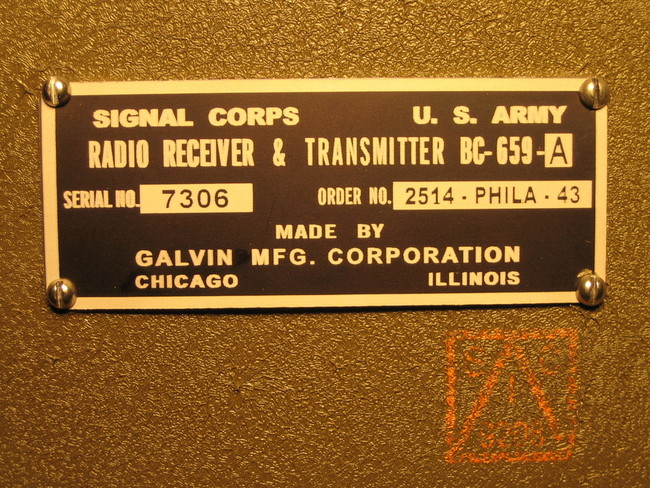 SIGNAL CORPS U. S. ARMY
RADIO RECEIVER & TRANSMITTER BC-659-A
SERIAL NO. 7306 ORDER NO. 2514 - PHILA - 43
MADE BY
GALVIN MFG. CORPORATION
CHICAGO ILLINOIS
S C